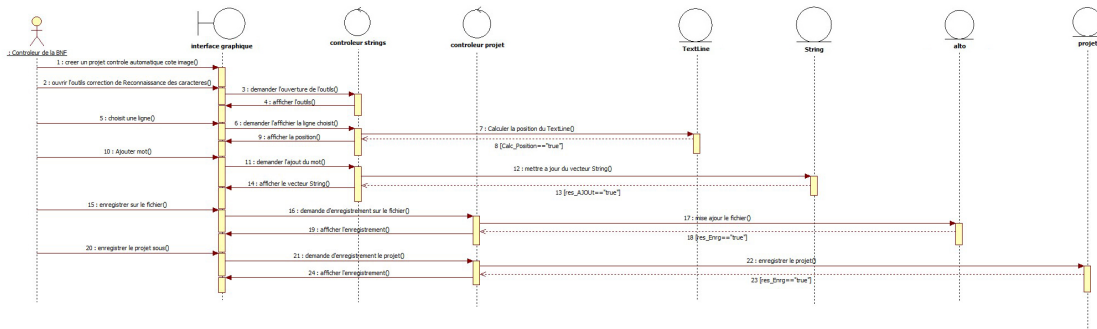 : Controleur de la BNF
interface graphique
controleur strings
controleur projet
TextLine
String
alto
projet
1 : creer un projet controle automatique cote image()
2 : ouvrir l'outils correction de Reconnaissance des caracteres()
3 : demander l'ouverture de l'outils()
4 : afficher l'outils()
5 : choisit une ligne()
6 : demander l'affichier la ligne choisit()
7 : Calculer la position du TextLine()
8 [Calc_Position=="true"]
9 : afficher la position()
10 : Ajouter mot()
11 : demander l'ajout du mot()
12 : mettre a jour du vecteur String()
13 [res_AJOUt=="true"]
14 : afficher le vecteur String()
15 : enregistrer sur le fichier()
16 : demande d'enregistrement sur le fichier()
17 : mise ajour le fichier()
18 [res_Enrg=="true"]
19 : afficher l'enregistrement()
20 : enregistrer le projet sous()
21 : demande d'enregistrement le projet()
22 : enregistrer le projet()
23 [res_Enrg=="true"]
24 : afficher l'enregistrement()